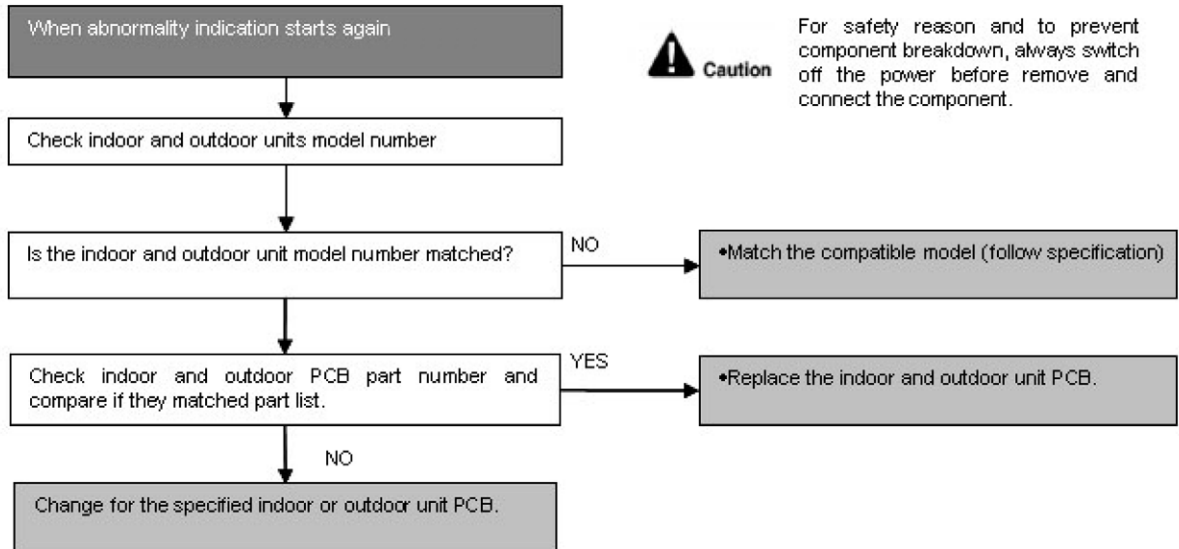 When abnormality indication starts again
Caution
For safety reason and to prevent
component breakdown, always switch
off the power before remove and
connect the component.
Check indoor and outdoor units model number
Is the indoor and outdoor unit model number matched?
NO
•Match the compatible model (follow specification)
Check indoor and outdoor PCB part number and
compare if they matched part list.
YES
•Replace the indoor and outdoor unit PCB.
NO
Change for the specified indoor or outdoor unit PCB.